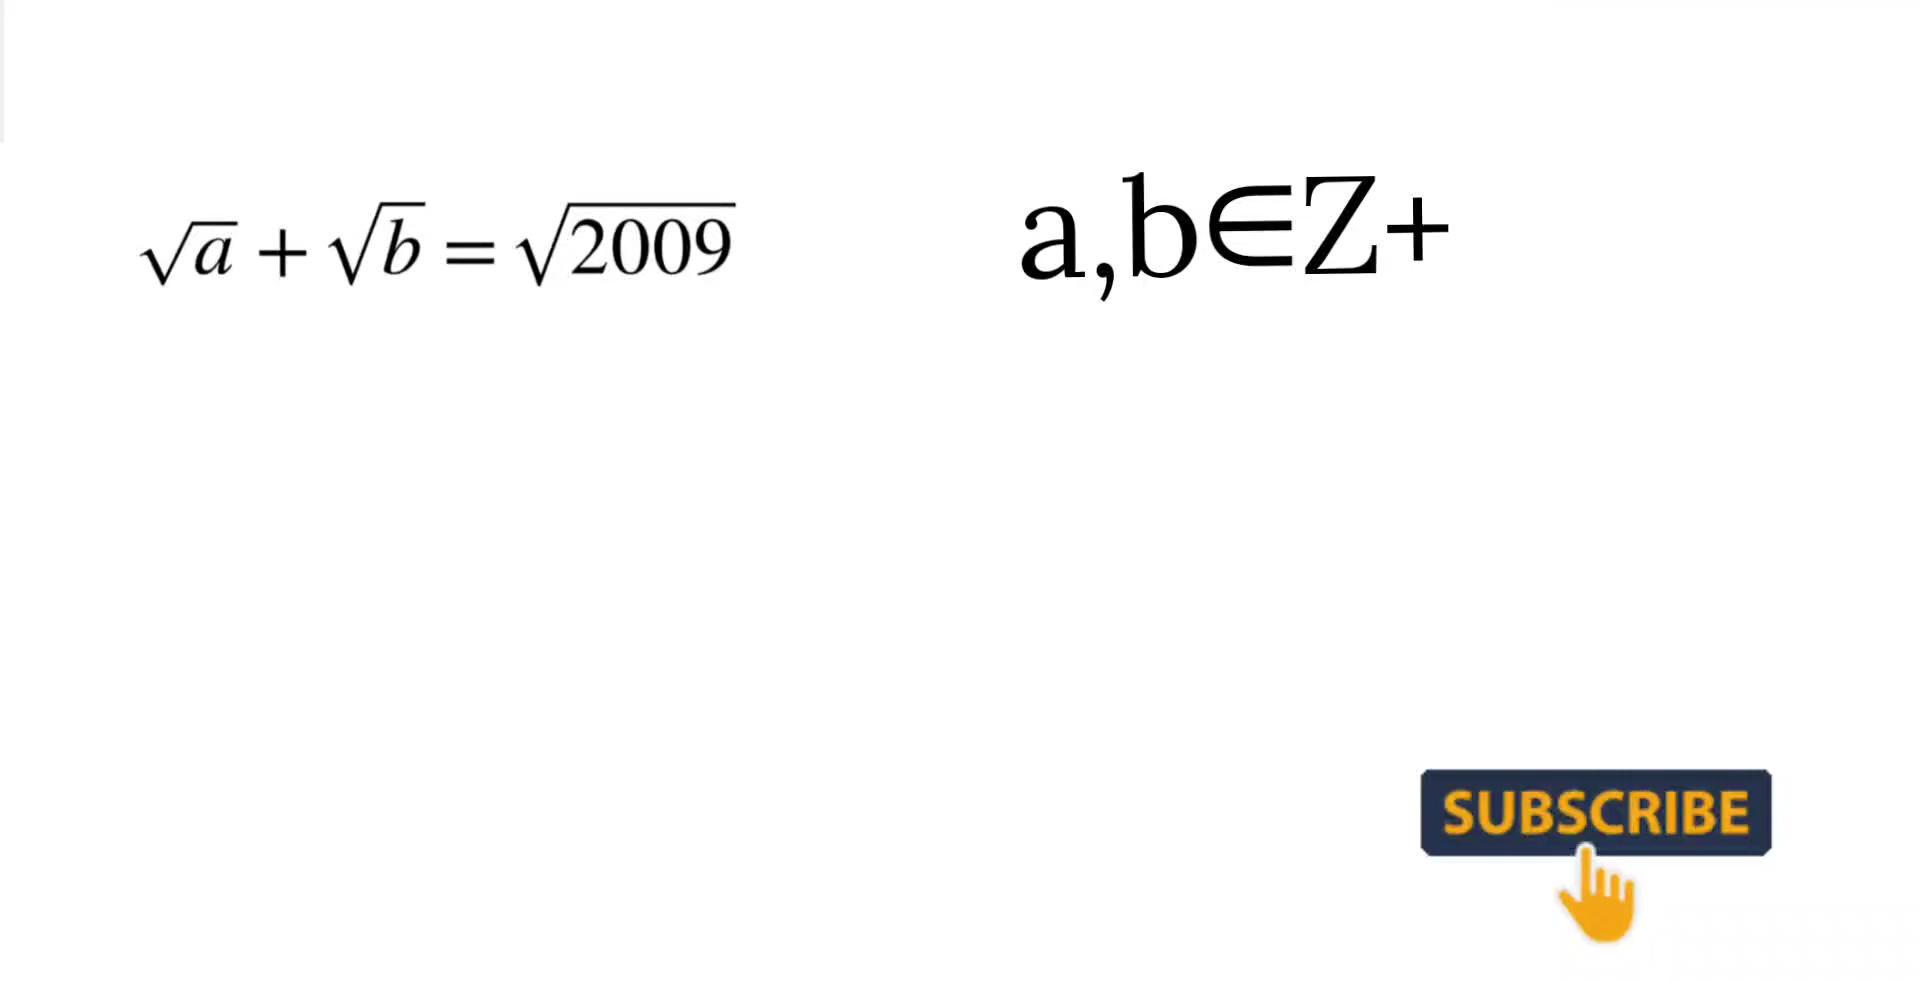 √a + √b = √2009
a,b∈Z+
SUBSCRIBE